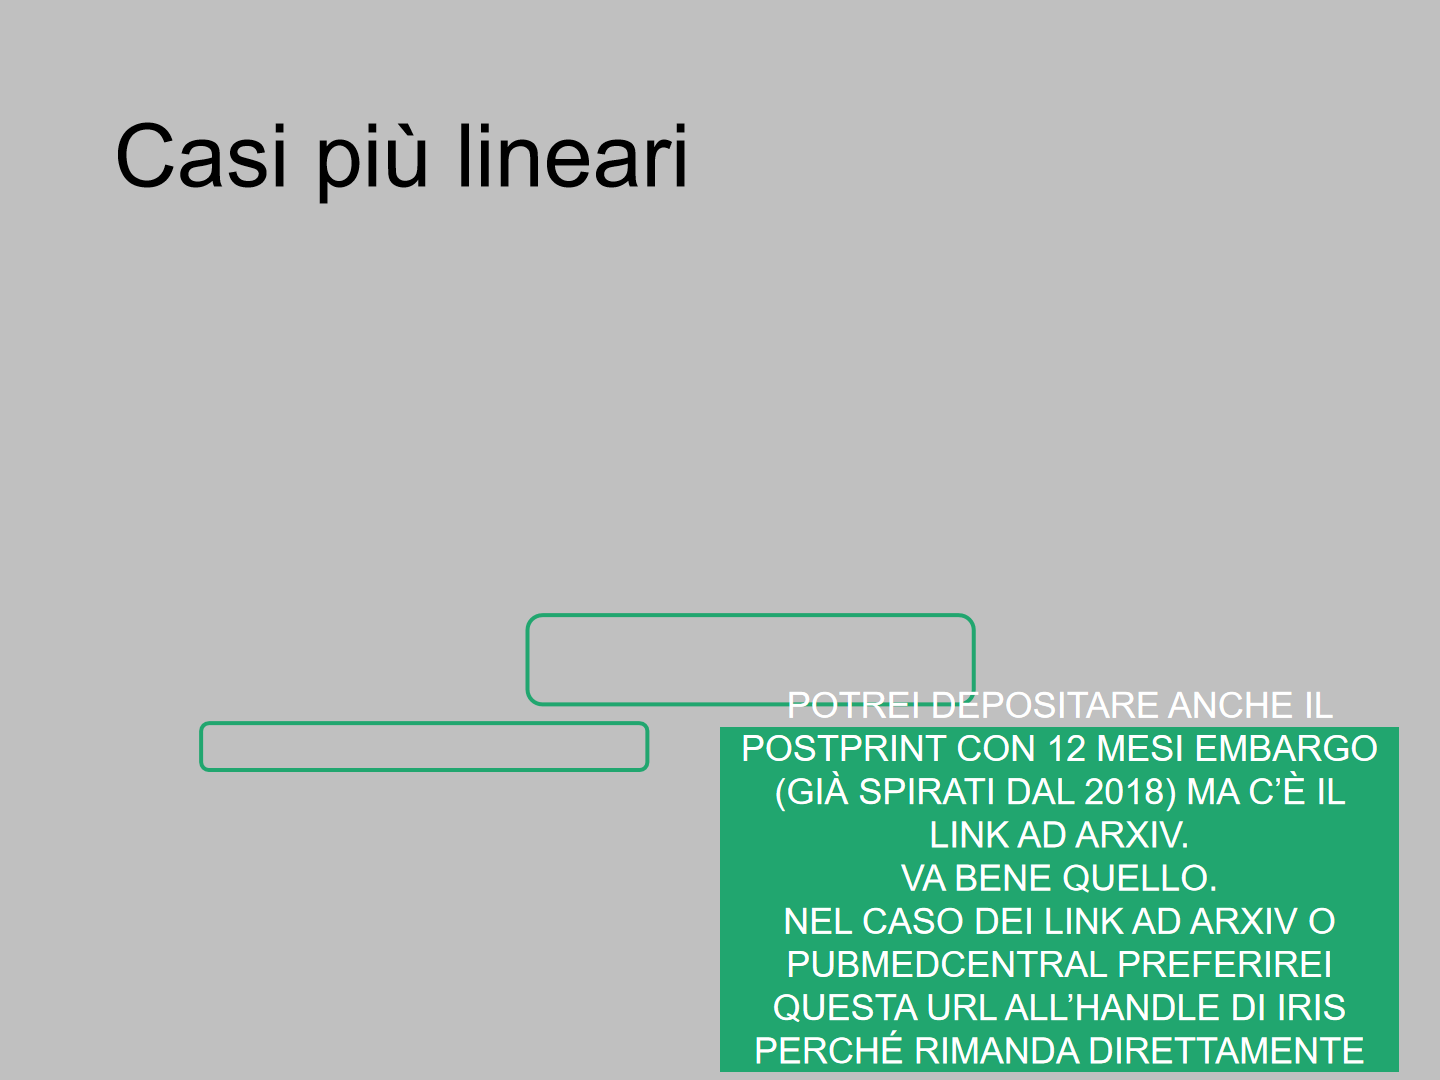 Casi più lineari
POTREI DEPOSITARE ANCHE IL
POSTPRINT CON 12 MESI EMBARGO
(GIÀ SPIRATI DAL 2018) MA C’È IL
LINK AD ARXIV.
VA BENE QUELLO.
NEL CASO DEI LINK AD ARXIV O
PUBMEDCENTRAL PREFERIREI
QUESTA URL ALL’HANDLE DI IRIS
PERCHÉ RIMANDA DIRETTAMENTE